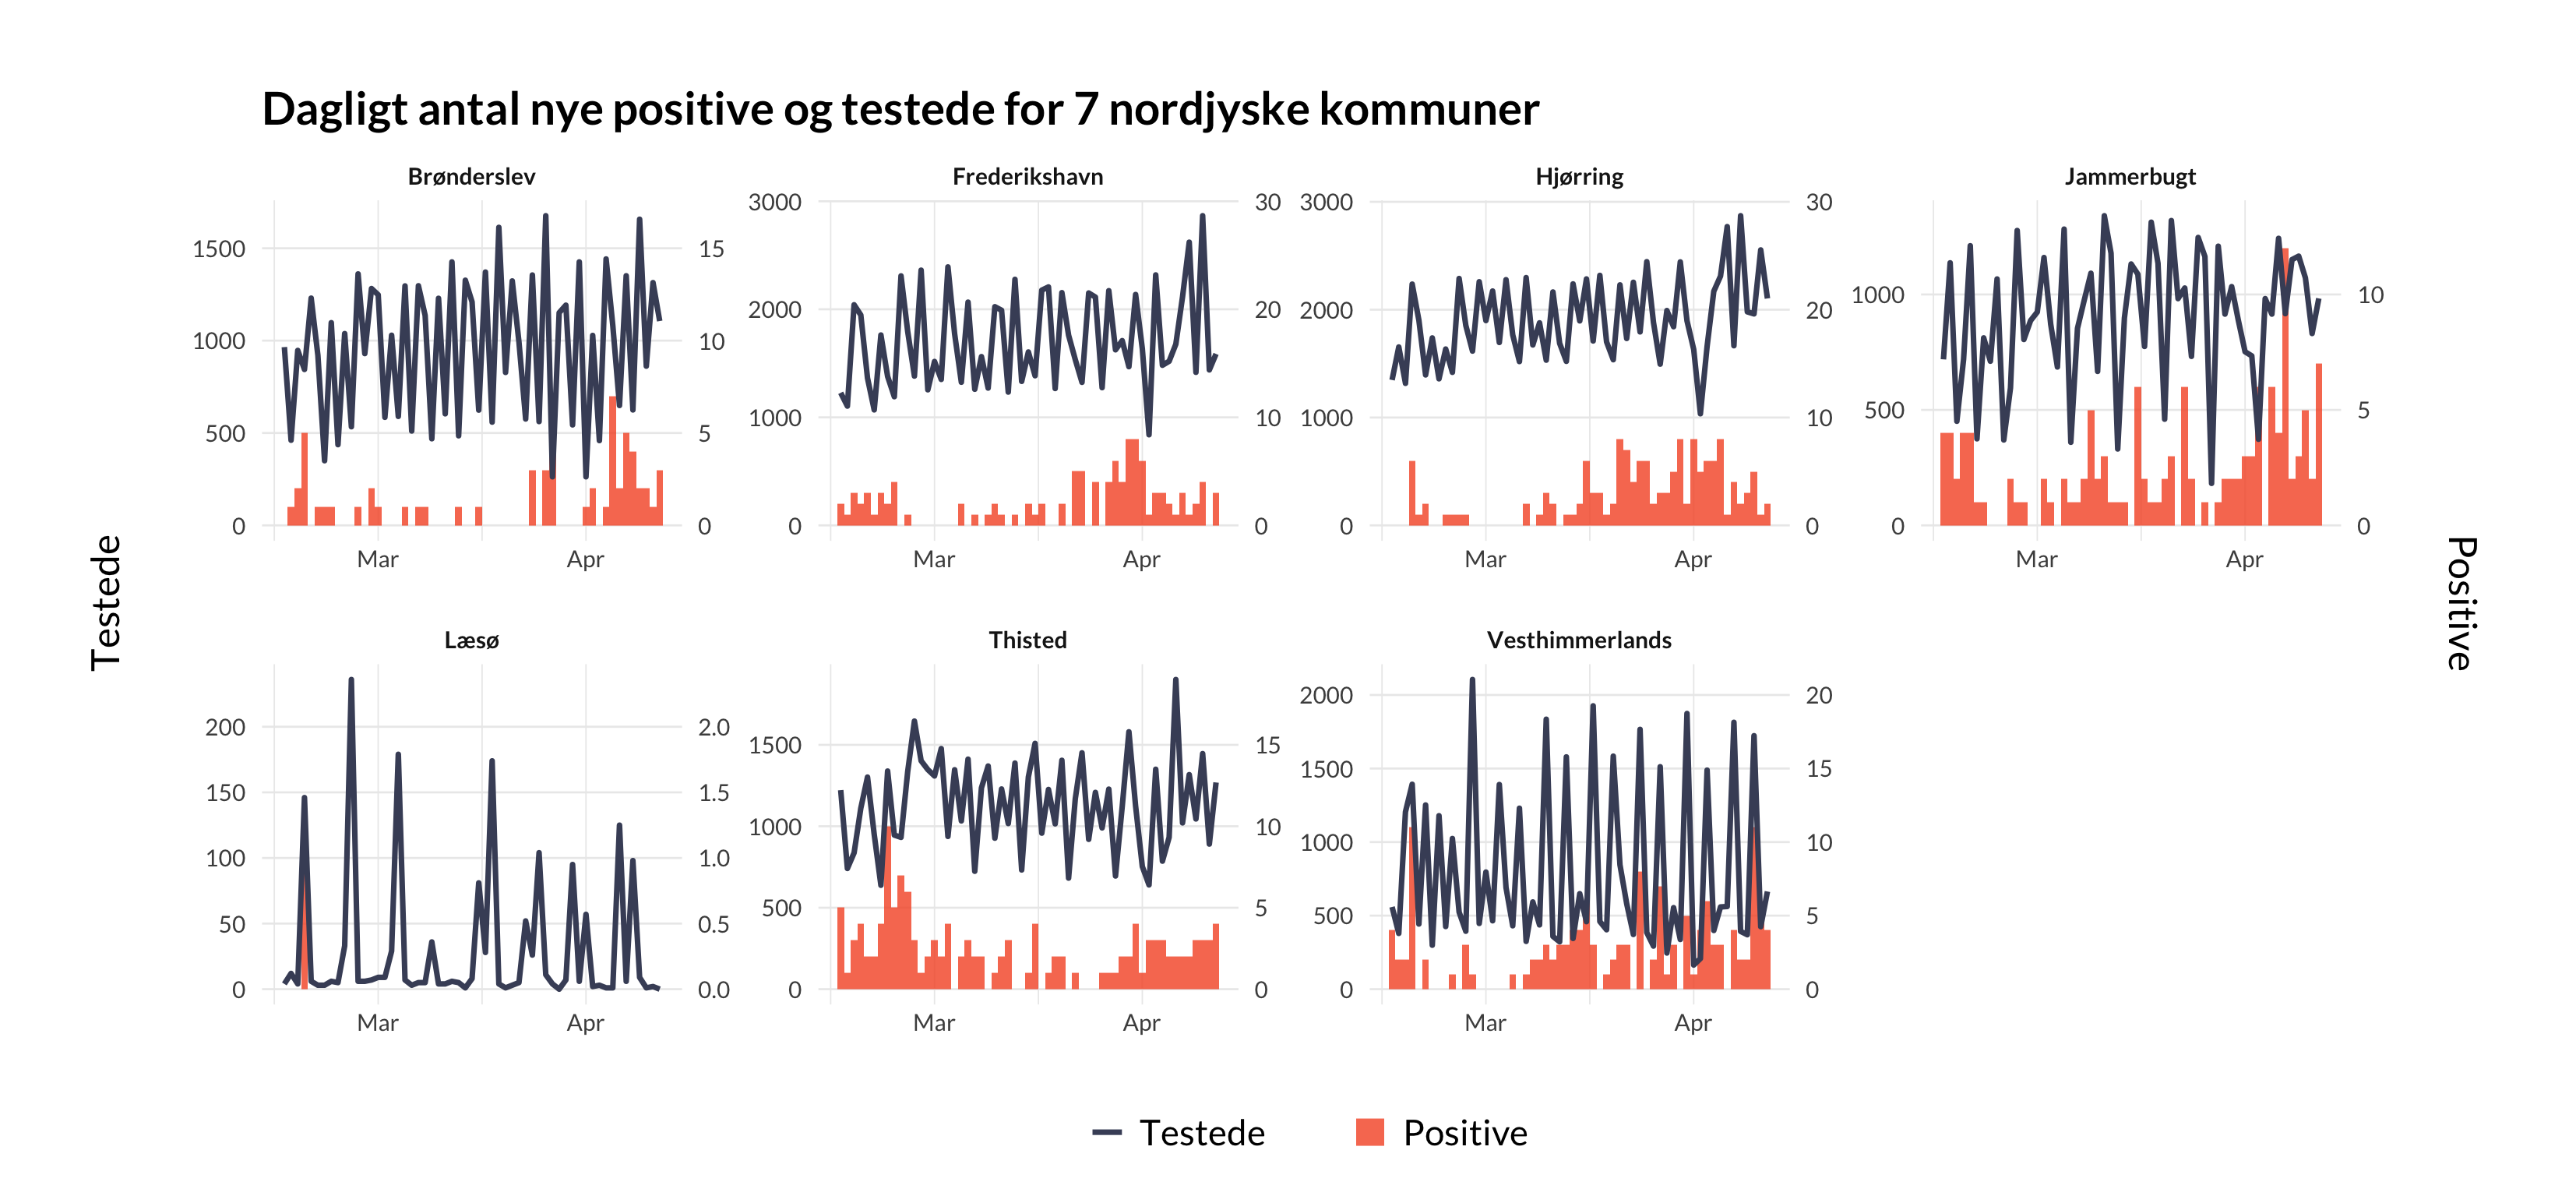 Dagligt antal nye positive og testede for 7 nordjyske kommuner
Brønderslev
Frederikshavn
Hjørring
Jammerbugt
1500
1000
500
0
15
10
5
0
Mar
Apr
3000
2000
1000
0
30
20
10
0
Mar
Apr
3000
2000
1000
0
30
20
10
0
Mar
Apr
1000
500
0
10
5
0
Mar
Apr
Testede
Positive
Læsø
Thisted
Vesthimmerlands
200
150
100
50
0
2.0
1.5
1.0
0.5
0.0
Mar
Apr
1500
1000
500
0
15
10
5
0
Mar
Apr
2000
1500
1000
500
0
20
15
10
5
0
Mar
Apr
Testede
Positive